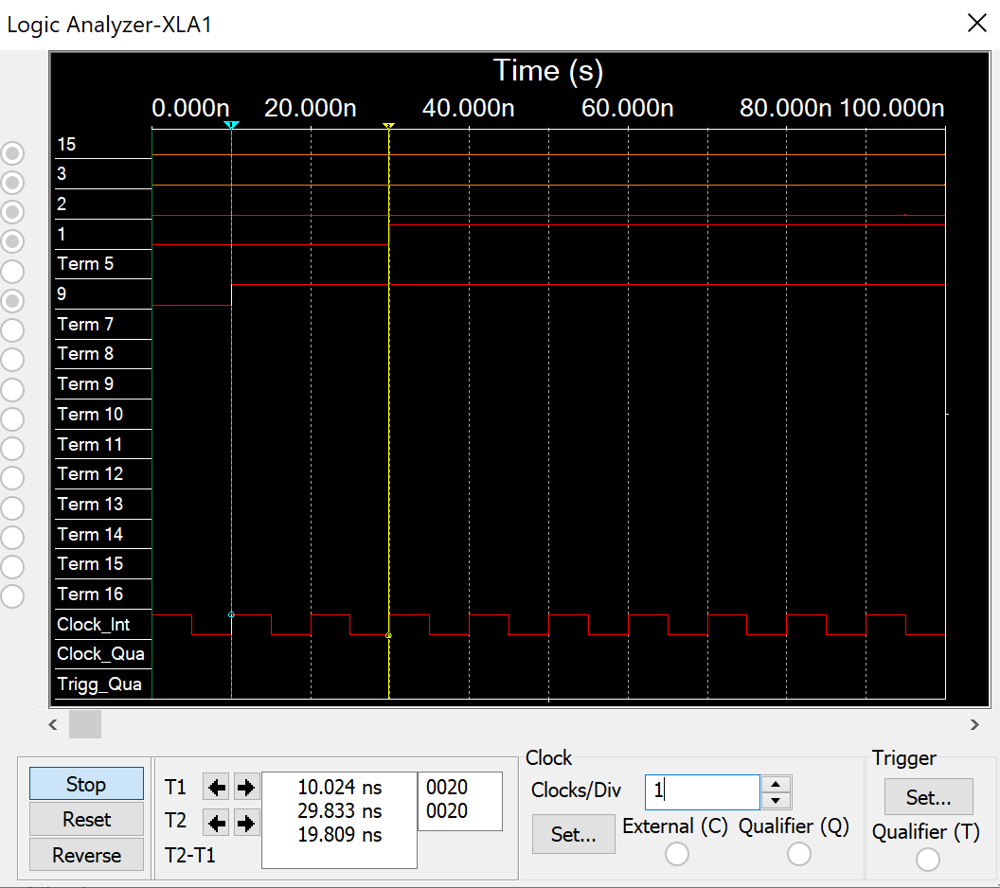 Logic Analyzer-XLA1
Time (s)
0.000n 20.000n 40.000n 60.000n 80.000n 100.000n
15
3
2
1
Term 5
9
Term 7
Term 8
Term 9
Term 10
Term 11
Term 12
Term 13
Term 14
Term 15
Term 16
Clock_Int
Clock_Qua
Trigg_Qua
Stop
Reset
Reverse
T1 10.024 ns 0020
T2 29.833 ns 0020
T2-T1 19.809 ns
Clock
Clocks/Div 1
Set...
External (C) Qualifier (Q)
Trigger
Set...
Qualifier (T)